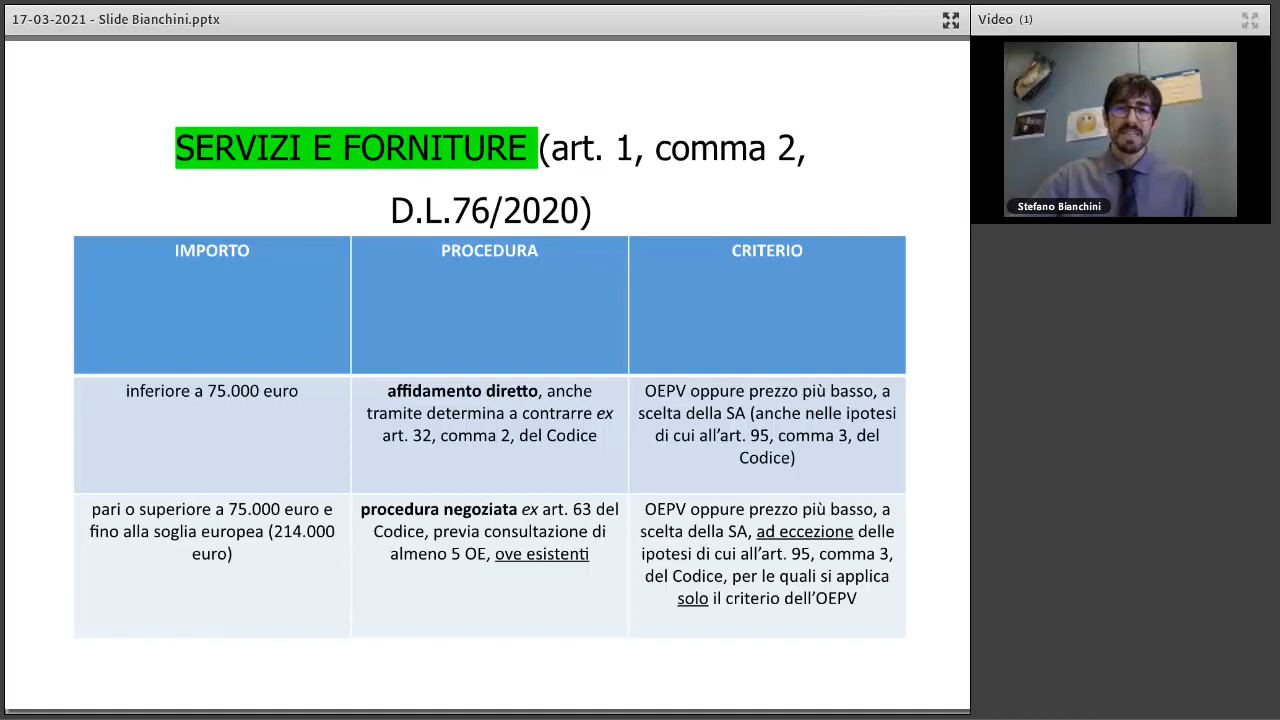 17-03-2021 - Slide Bianchini.pptx
Video (1)
Stefano Bianchini
SERVIZI E FORNITURE (art. 1, comma 2,
D.L.76/2020)
IMPORTO
PROCEDURA
CRITERIO
inferiore a 75.000 euro
affidamento diretto, anche
tramite determina a contrarre ex
art. 32, comma 2, del Codice
OEPV oppure prezzo più basso, a
scelta della SA (anche nelle ipotesi
di cui all’art. 95, comma 3, del
Codice)
pari o superiore a 75.000 euro e
fino alla soglia europea (214.000
euro)
procedura negoziata ex art. 63 del
Codice, previa consultazione di
almeno 5 OE, ove esistenti
OEPV oppure prezzo più basso, a
scelta della SA, ad eccezione delle
ipotesi di cui all’art. 95, comma 3,
del Codice, per le quali si applica
solo il criterio dell’OEPV